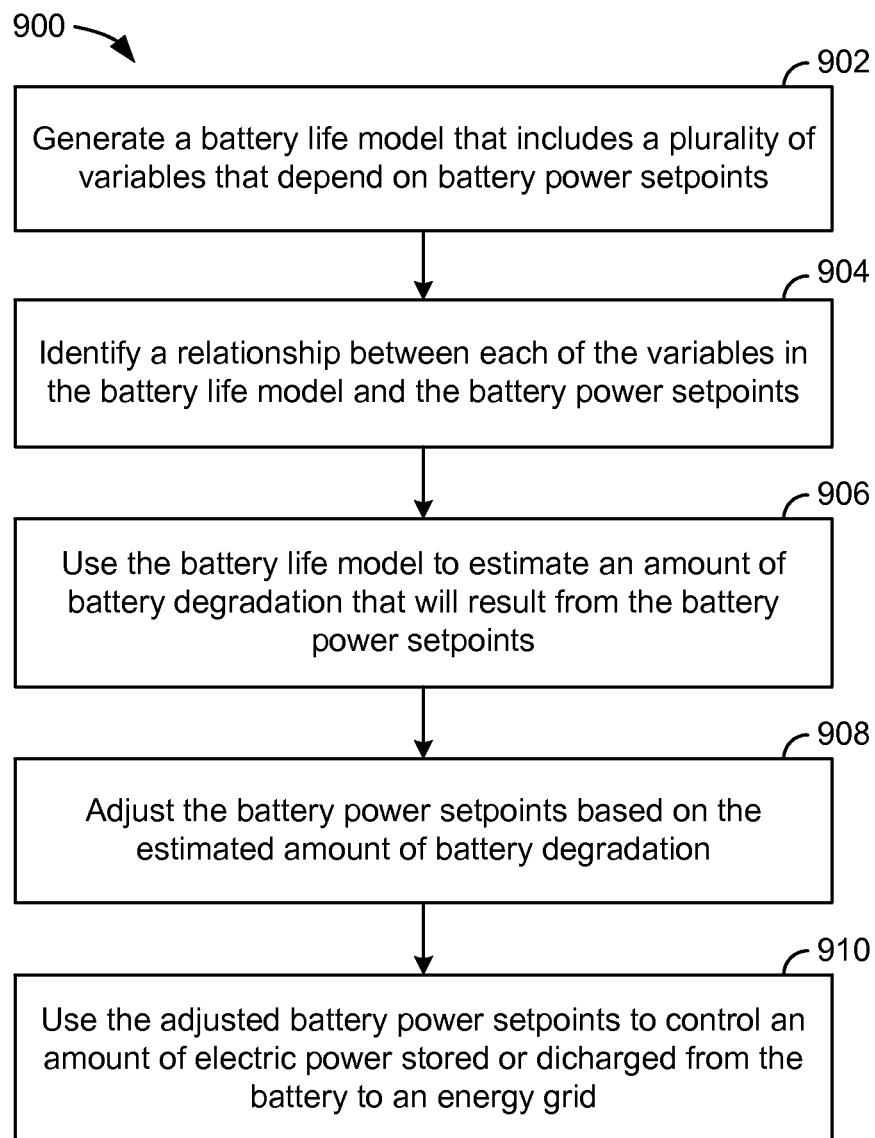 900
902
Generate a battery life model that includes a plurality of
variables that depend on battery power setpoints
904
Identify a relationship between each of the variables in
the battery life model and the battery power setpoints
906
Use the battery life model to estimate an amount of
battery degradation that will result from the battery
power setpoints
908
Adjust the battery power setpoints based on the
estimated amount of battery degradation
910
Use the adjusted battery power setpoints to control an
amount of electric power stored or dicharged from the
battery to an energy grid